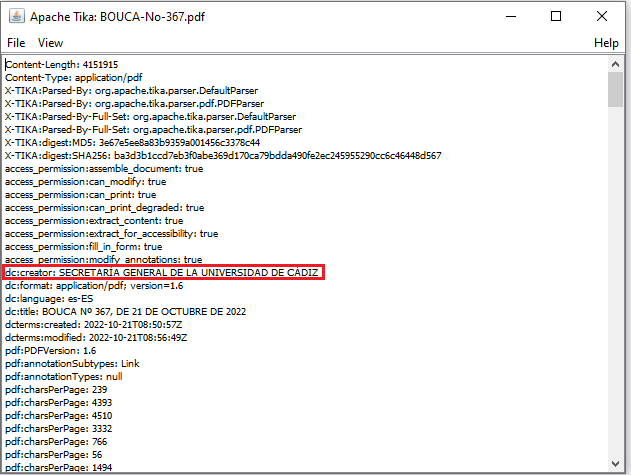 Apache Tika: BOUCA-No-367.pdf
File View Help
Content-Length: 4151915
Content-Type: application/pdf
X-TIKA:Parsed-By: org.apache.tika.parser.DefaultParser
X-TIKA:Parsed-By: org.apache.tika.parser.pdf.PDFParser
X-TIKA:Parsed-By-Full-Set: org.apache.tika.parser.DefaultParser
X-TIKA:Parsed-By-Full-Set: org.apache.tika.parser.pdf.PDFParser
X-TIKA:digest:MD5: 3e67e5ee8a83b9359a001456c3378c44
X-TIKA:digest:SHA256: ba3d3b1ccd7eb3f0abe369d170ca79bdda490fe2ec245955290cc6c46448d567
access_permission:assemble_document: true
access_permission:can_modify: true
access_permission:can_print: true
access_permission:can_print_degraded: true
access_permission:extract_content: true
access_permission:extract_for_accessibility: true
access_permission:fill_in_form: true
access_permission:modify_annotations: true
dc:creator: SECRETARÍA GENERAL DE LA UNIVERSIDAD DE CÁDIZ
dc:format: application/pdf; version=1.6
dc:language: es-ES
dc:title: BOUCA Nº 367, DE 21 DE OCTUBRE DE 2022
dcterms:created: 2022-10-21T08:50:57Z
dcterms:modified: 2022-10-21T08:56:49Z
pdf:PDFVersion: 1.6
pdf:annotationSubtypes: Link
pdf:annotationTypes: null
pdf:charsPerPage: 239
pdf:charsPerPage: 4393
pdf:charsPerPage: 4510
pdf:charsPerPage: 3332
pdf:charsPerPage: 766
pdf:charsPerPage: 56
pdf:charsPerPage: 1494